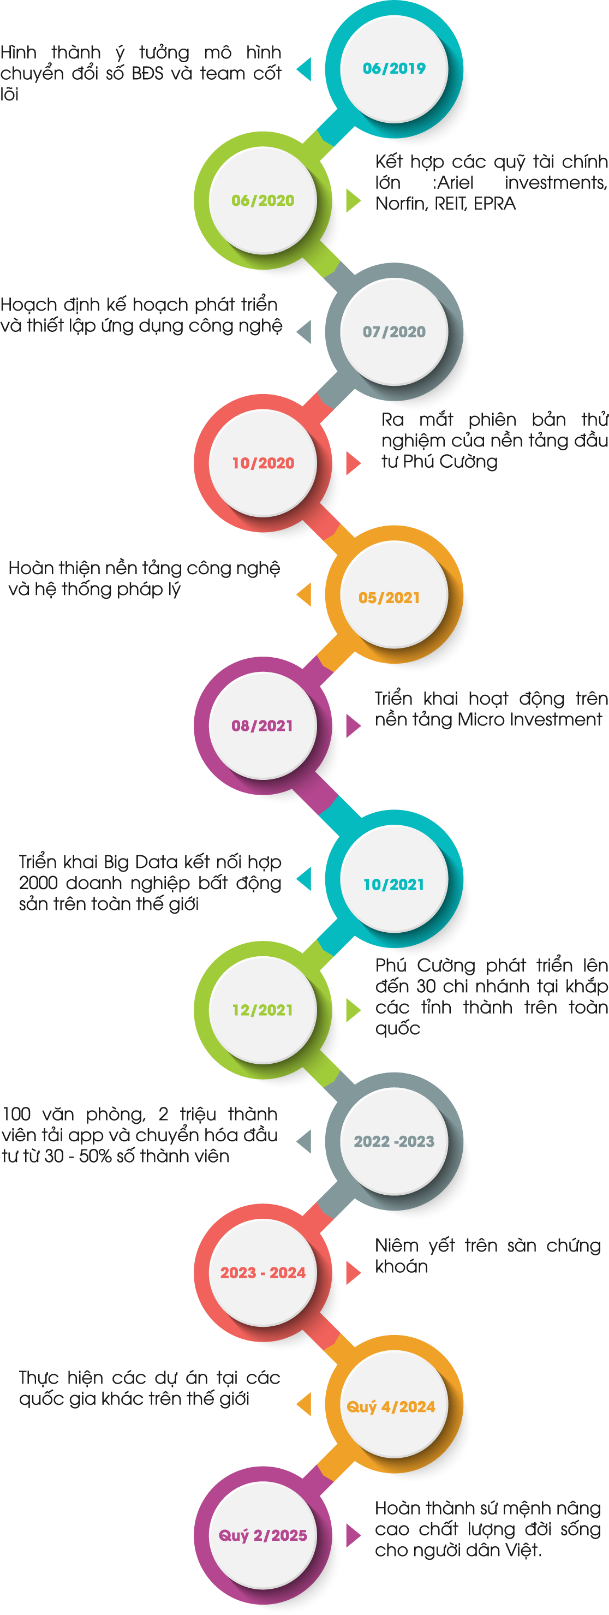 Hình thành ý tưởng mô hình
chuyển đổi số BĐS và team cốt
lõi
06/2019
06/2020
Kết hợp các quỹ tài chính
lớn :Ariel investments,
Norfin, REIT, EPRA
Hoạch định kế hoạch phát triển
và thiết lập ứng dụng công nghệ
07/2020
10/2020
Ra mắt phiên bản thử
nghiệm của nền tảng đầu
tư Phú Cường
Hoàn thiện nền tảng công nghệ
và hệ thống pháp lý
05/2021
08/2021
Triển khai hoạt động trên
nền tảng Micro Investment
Triển khai Big Data kết nối hợp
2000 doanh nghiệp bất động
sản trên toàn thế giới
10/2021
12/2021
Phú Cường phát triển lên
đến 30 chi nhánh tại khắp
các tỉnh thành trên toàn
quốc
100 văn phòng, 2 triệu thành
viên tải app và chuyển hóa đầu
tư từ 30 - 50% số thành viên
2022 -2023
2023 - 2024
Niêm yết trên sàn chứng
khoán
Thực hiện các dự án tại các
quốc gia khác trên thế giới
Quý 4/2024
Quý 2/2025
Hoàn thành sứ mệnh nâng
cao chất lượng đời sống
cho người dân Việt.